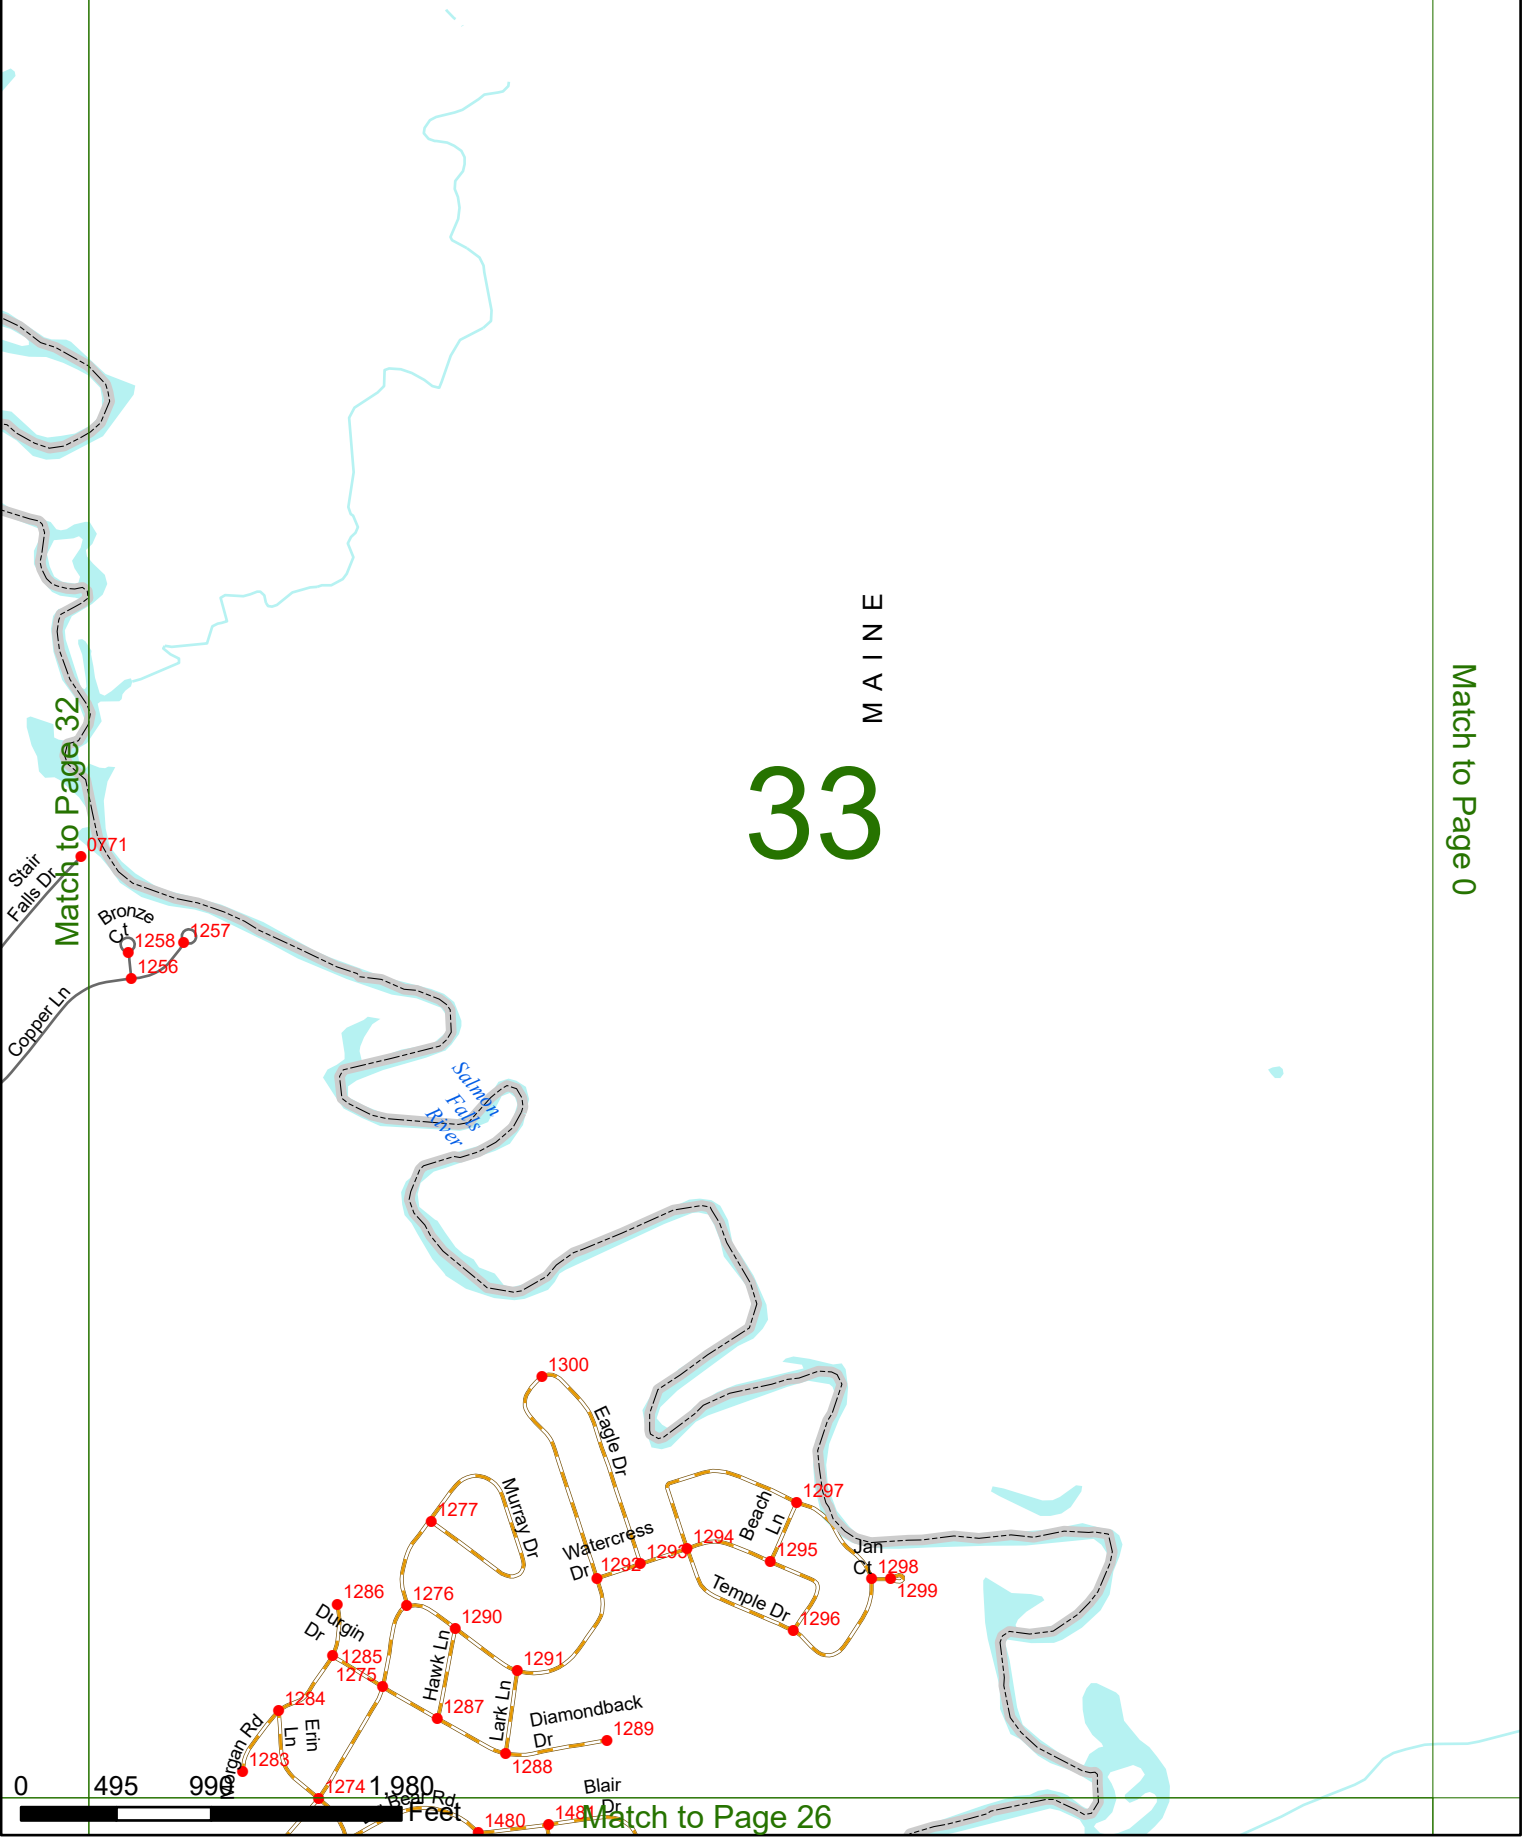 MAINE
33
Match to Page 32
Match to Page 0
0771
Stair
Falls Dr
Bronze
Ct
1258
1257
1256
Copper Ln
Salmon
Falls
River
1300
Eagle Dr
1277
Murray Dr
1297
Beach
Ln
Watercress
Dr
1292
1293
1294
1295
Jan
Ct
1298
1299
Temple Dr
1296
1286
Durgin
Dr
1276
1290
1285
1275
Hawk Ln
1291
1284
1287
Lark Ln
Diamondback
Dr
1289
Morgan Rd
Erin
Ln
1283
1288
1274
0 495 990 1,980
Feet
Bear Rd
Blair
Dr
1480
1481
Match to Page 26